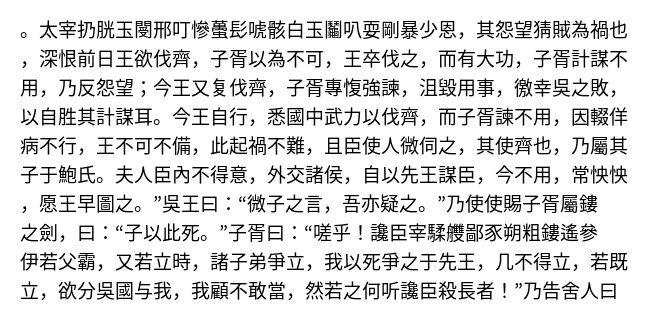 。太宰扔胱玉閿邢叮慘蠆髟唬骸白玉鬮叭耍剛暴少恩，其怨望猜賊為禍也
，深恨前日王欲伐齊，子胥以為不可，王卒伐之，而有大功，子胥計謀不
用，乃反怨望；今王又复伐齊，子胥專愎強諫，沮毀用事，徼幸吳之敗，
以自胜其計謀耳。今王自行，悉國中武力以伐齊，而子胥諫不用，因輟佯
病不行，王不可不備，此起禍不難，且臣使人微伺之，其使齊也，乃屬其
子于鮑氏。夫人臣內不得意，外交諸侯，自以先王謀臣，今不用，常怏怏
，愿王早圖之。”吳王曰：“微子之言，吾亦疑之。”乃使使賜子胥屬鏤
之劍，曰：“子以此死。”子胥曰：“嗟乎！讒臣宰騥艭鄙豖朔粗鏤遙參
伊若父霸，又若立時，諸子弟爭立，我以死爭之于先王，几不得立，若既
立，欲分吳國与我，我顧不敢當，然若之何听讒臣殺長者！”乃告舍人曰